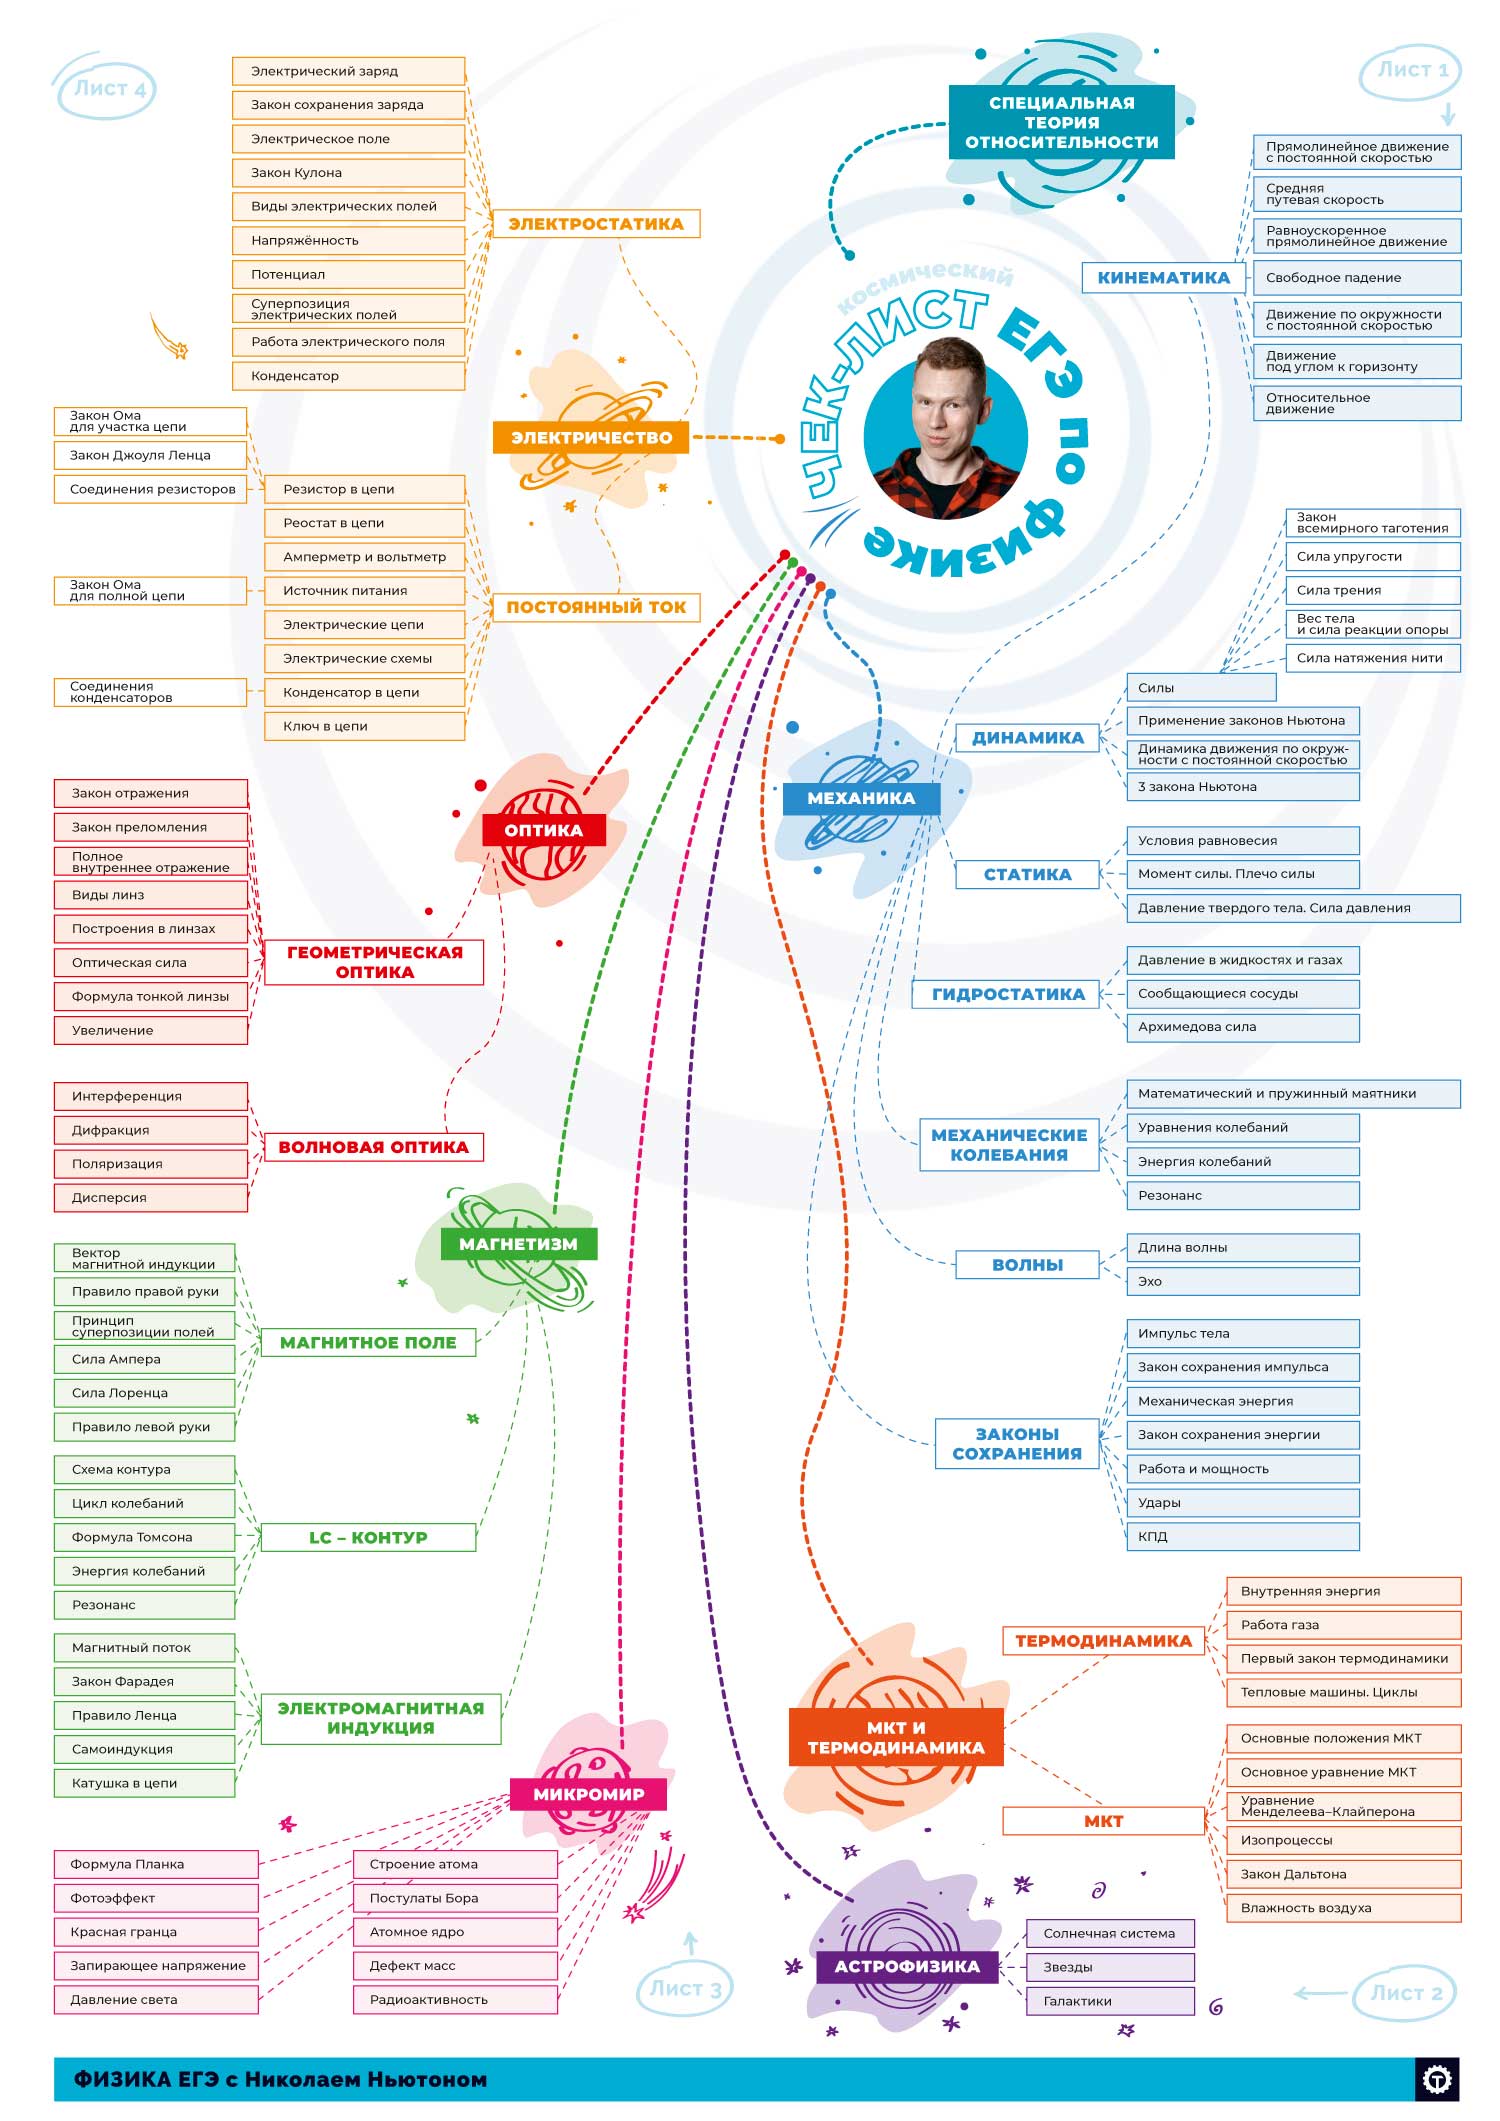 Лист 4
Лист 1
СПЕЦИАЛЬНАЯ
ТЕОРИЯ
ОТНОСИТЕЛЬНОСТИ
космический
ЧЕК-ЛИСТ ЕГЭ по физике
КИНЕМАТИКА
Прямолинейное движение
с постоянной скоростью
Средняя
путевая скорость
Равноускоренное
прямолинейное движение
Свободное падение
Движение по окружности
с постоянной скоростью
Движение
под углом к горизонту
Относительное
движение
Электрический заряд
Закон сохранения заряда
Электрическое поле
Закон Кулона
Виды электрических полей
Напряжённость
Потенциал
Суперпозиция
электрических полей
Работа электрического поля
Конденсатор
ЭЛЕКТРОСТАТИКА
ЭЛЕКТРИЧЕСТВО
Закон Ома
для участка цепи
Закон Джоуля Ленца
Соединения резисторов
Закон Ома
для полной цепи
Соединения
конденсаторов
Резистор в цепи
Реостат в цепи
Амперметр и вольтметр
Источник питания
Электрические цепи
Электрические схемы
Конденсатор в цепи
Ключ в цепи
ПОСТОЯННЫЙ ТОК
МЕХАНИКА
ДИНАМИКА
Закон
всемирного таготения
Сила упругости
Сила трения
Вес тела
и сила реакции опоры
Сила натяжения нити
Силы
Применение законов Ньютона
Динамика движения по окруж-
ности с постоянной скоростью
3 закона Ньютона
СТАТИКА
Условия равновесия
Момент силы. Плечо силы
Давление твердого тела. Сила давления
ГИДРОСТАТИКА
Давление в жидкостях и газах
Сообщающиеся сосуды
Архимедова сила
МЕХАНИЧЕСКИЕ
КОЛЕБАНИЯ
Математический и пружинный маятники
Уравнения колебаний
Энергия колебаний
Резонанс
ВОЛНЫ
Длина волны
Эхо
ЗАКОНЫ
СОХРАНЕНИЯ
Импульс тела
Закон сохранения импульса
Механическая энергия
Закон сохранения энергии
Работа и мощность
Удары
КПД
ОПТИКА
Закон отражения
Закон преломления
Полное
внутреннее отражение
Виды линз
Построения в линзах
Оптическая сила
Формула тонкой линзы
Увеличение
ГЕОМЕТРИЧЕСКАЯ
ОПТИКА
Интерференция
Дифракция
Поляризация
Дисперсия
ВОЛНОВАЯ ОПТИКА
МАГНЕТИЗМ
Вектор
магнитной индукции
Правило правой руки
Принцип
суперпозиции полей
Сила Ампера
Сила Лоренца
Правило левой руки
МАГНИТНОЕ ПОЛЕ
Схема контура
Цикл колебаний
Формула Томсона
Энергия колебаний
Резонанс
LC – КОНТУР
Магнитный поток
Закон Фарадея
Правило Ленца
Самоиндукция
Катушка в цепи
ЭЛЕКТРОМАГНИТНАЯ
ИНДУКЦИЯ
МИКРОМИР
Формула Планка
Фотоэффект
Красная гранца
Запирающее напряжение
Давление света
Строение атома
Постулаты Бора
Атомное ядро
Дефект масс
Радиоактивность
МКТ И
ТЕРМОДИНАМИКА
ТЕРМОДИНАМИКА
Внутренняя энергия
Работа газа
Первый закон термодинамики
Тепловые машины. Циклы
МКТ
Основные положения МКТ
Основное уравнение МКТ
Уравнение
Менделеева–Клайперона
Изопроцессы
Закон Дальтона
Влажность воздуха
АСТРОФИЗИКА
Солнечная система
Звезды
Галактики
Лист 3
Лист 2
ФИЗИКА ЕГЭ с Николаем Ньютоном
Т